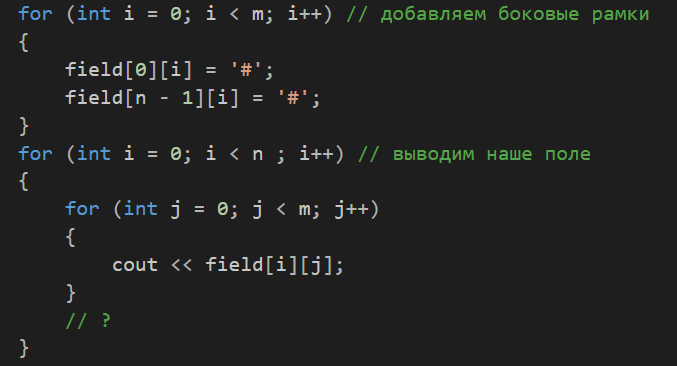 for (int i = 0; i < m; i++) // добавляем боковые рамки
{
    field[0][i] = '#';
    field[n - 1][i] = '#';
}
for (int i = 0; i < n ; i++) // выводим наше поле
{
    for (int j = 0; j < m; j++)
    {
        cout << field[i][j];
    }
    // ?
}